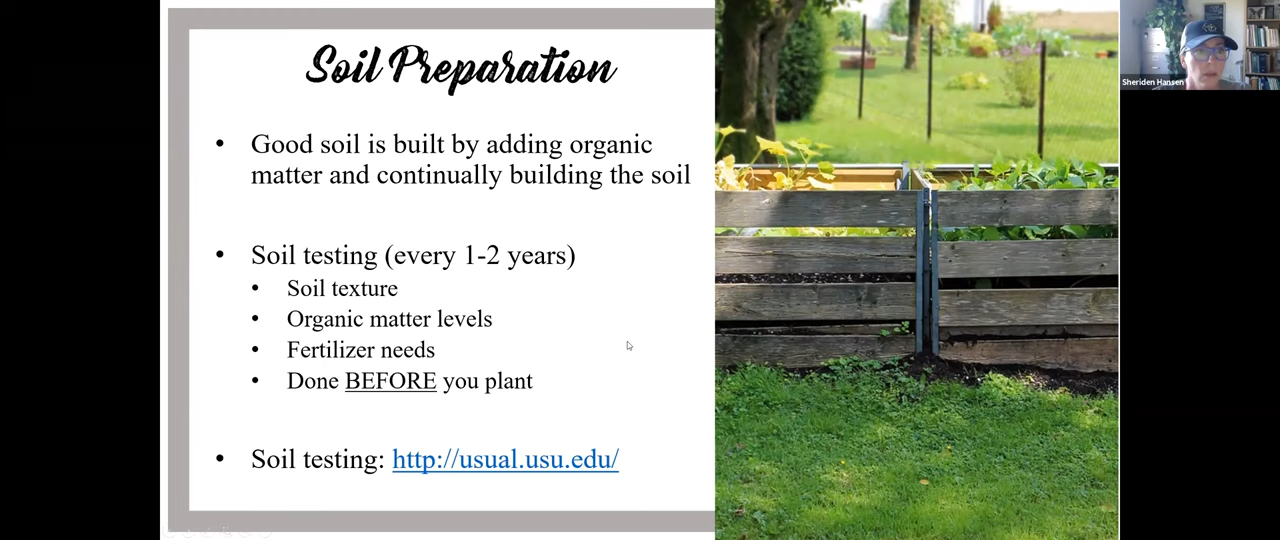 Soil Preparation
• Good soil is built by adding organic
matter and continually building the soil
• Soil testing (every 1-2 years)
• Soil texture
• Organic matter levels
• Fertilizer needs
• Done BEFORE you plant
• Soil testing: http://usual.usu.edu/
Sheriden Hansen